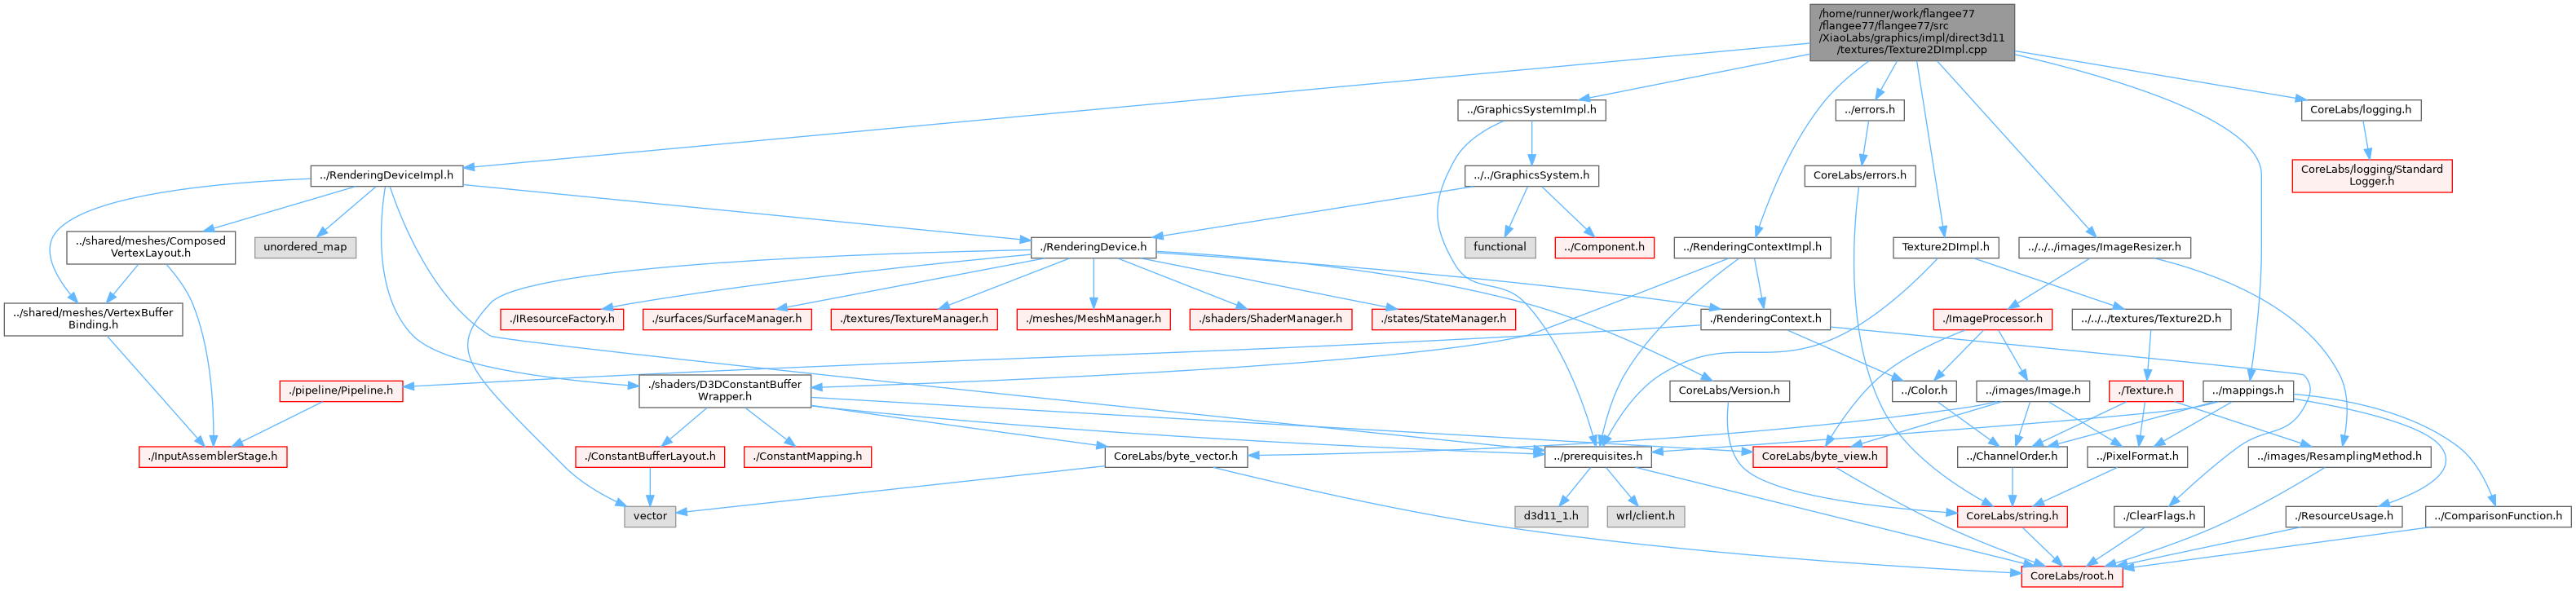 /home/runner/work/flangee77
/flangee77/flangee77/src
/XiaoLabs/graphics/impl/direct3d11
/textures/Texture2DImpl.cpp
../GraphicsSystemImpl.h
../errors.h
CoreLabs/logging.h
../RenderingDeviceImpl.h
../../GraphicsSystem.h
CoreLabs/errors.h
CoreLabs/logging/Standard
Logger.h
../shared/meshes/Composed
VertexLayout.h
unordered_map
./RenderingDevice.h
functional
../Component.h
../RenderingContextImpl.h
Texture2DImpl.h
../../../images/ImageResizer.h
../shared/meshes/VertexBuffer
Binding.h
./IResourceFactory.h
./surfaces/SurfaceManager.h
./textures/TextureManager.h
./meshes/MeshManager.h
./shaders/ShaderManager.h
./states/StateManager.h
./RenderingContext.h
./ImageProcessor.h
../../../textures/Texture2D.h
./pipeline/Pipeline.h
./shaders/D3DConstantBuffer
Wrapper.h
CoreLabs/Version.h
../Color.h
../images/Image.h
./Texture.h
../mappings.h
./InputAssemblerStage.h
./ConstantBufferLayout.h
./ConstantMapping.h
CoreLabs/byte_vector.h
../prerequisites.h
CoreLabs/byte_view.h
../ChannelOrder.h
../PixelFormat.h
../images/ResamplingMethod.h
vector
d3d11_1.h
wrl/client.h
CoreLabs/string.h
./ClearFlags.h
./ResourceUsage.h
../ComparisonFunction.h
CoreLabs/root.h